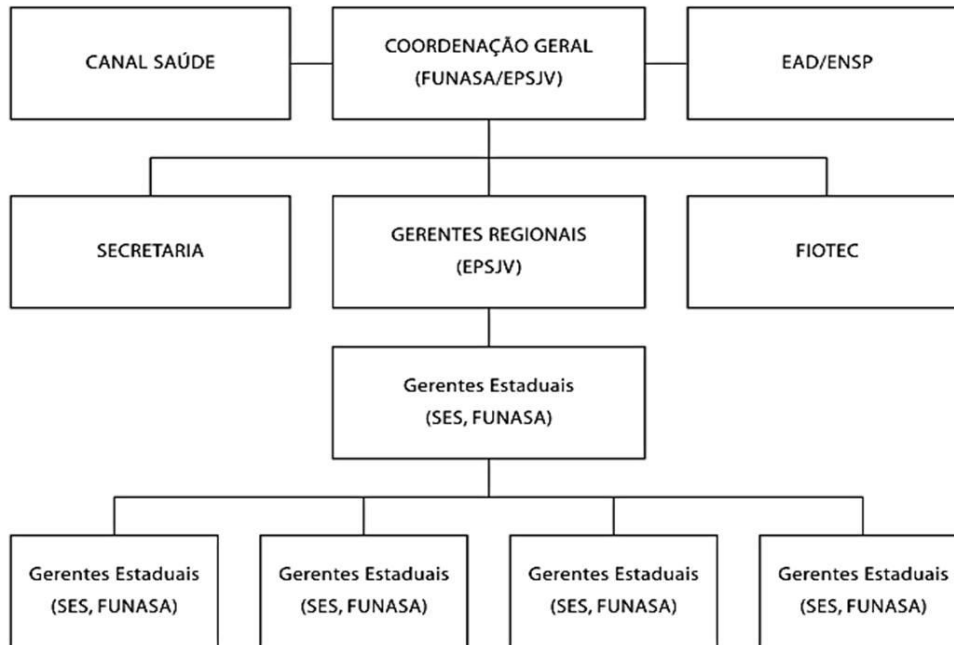 CANAL SAÚDE
COORDENAÇÃO GERAL
(FUNASA/EPSJV)
EAD/ENSP
SECRETARIA
GERENTES REGIONAIS
(EPSJV)
FIOTEC
Gerentes Estaduais
(SES, FUNASA)
Gerentes Estaduais
(SES, FUNASA)
Gerentes Estaduais
(SES, FUNASA)
Gerentes Estaduais
(SES, FUNASA)
Gerentes Estaduais
(SES, FUNASA)